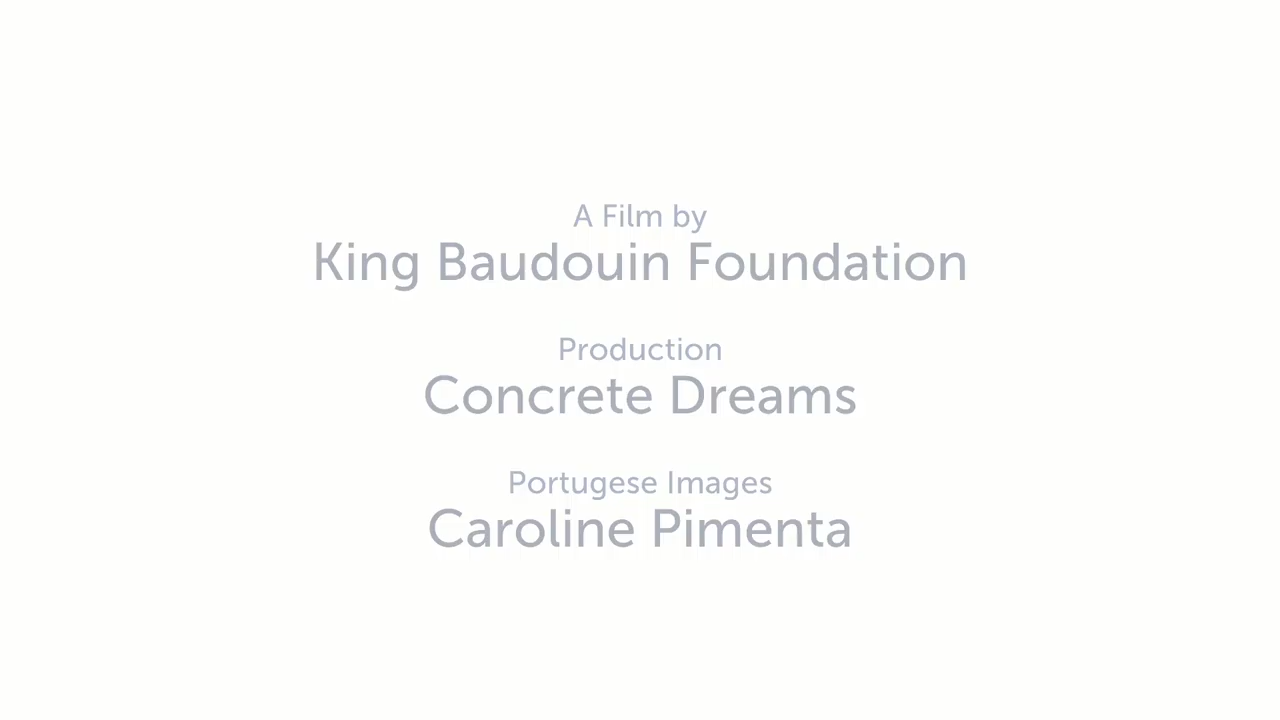 A Film by
King Baudouin Foundation
Production
Concrete Dreams
Portugese Images
Caroline Pimenta